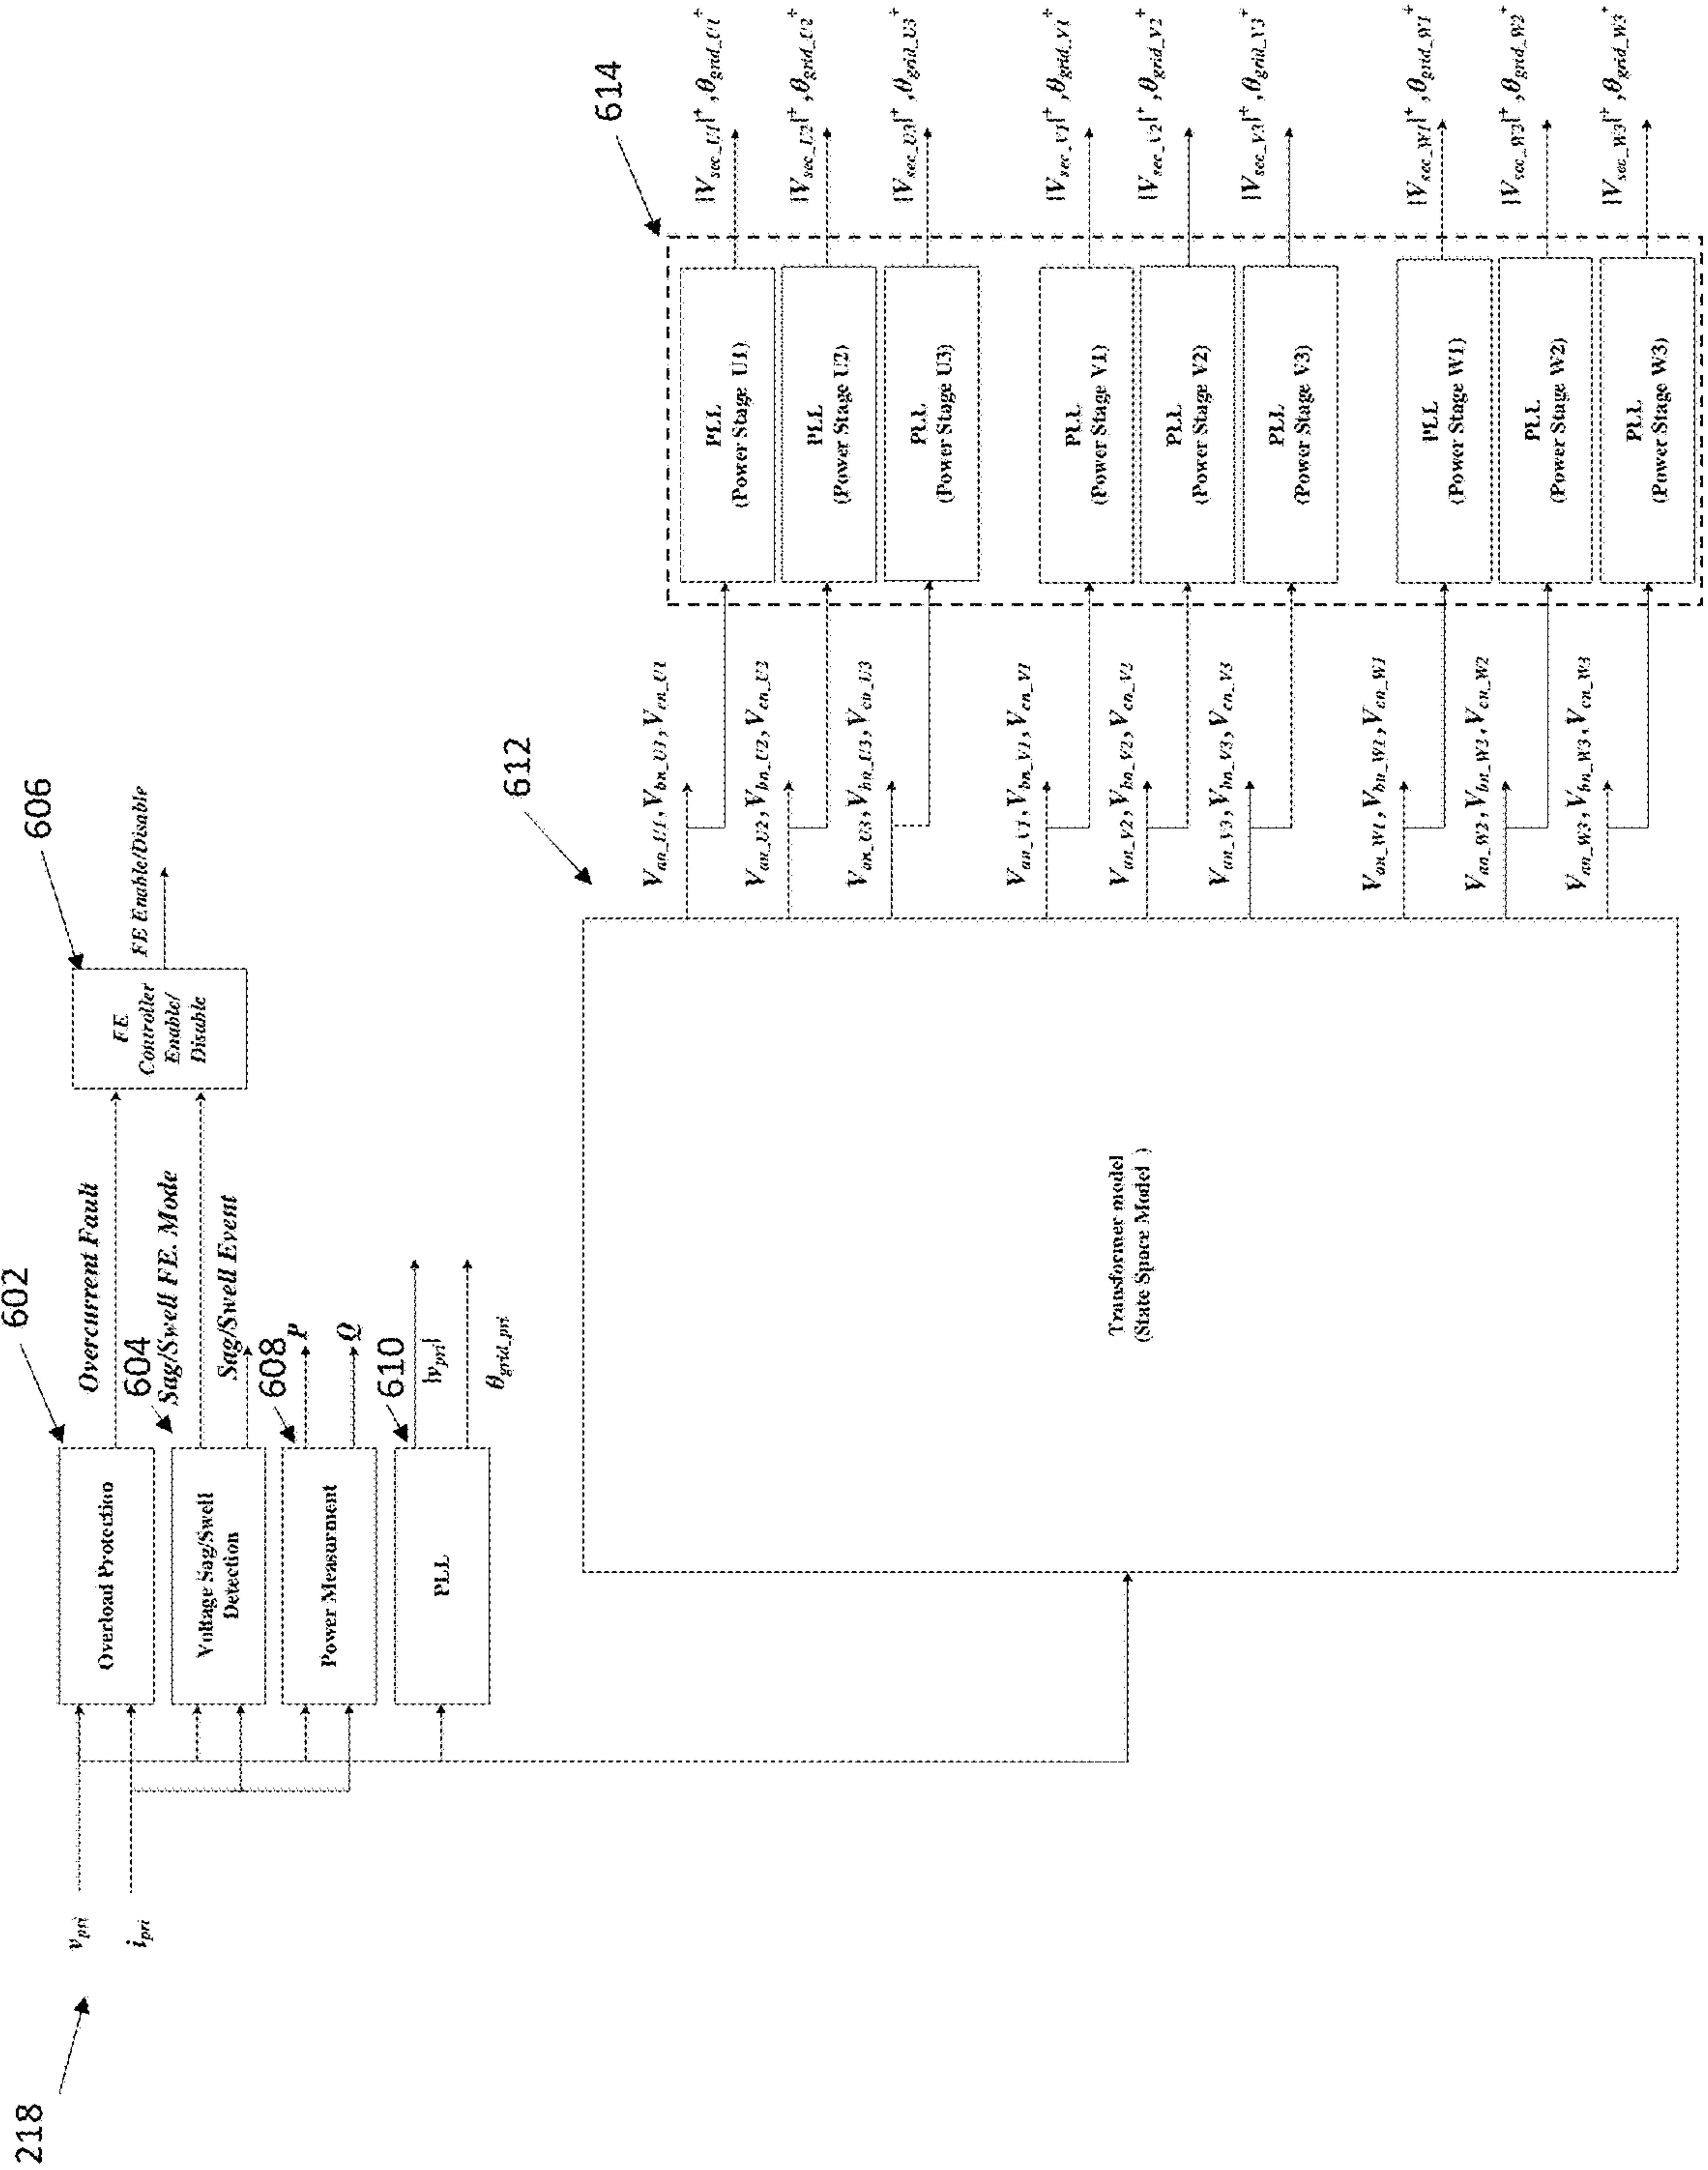 218
v_pri
i_pri
602
Overload Protection
Overcurrent Fault
604
Voltage Sag/Swell
Detection
Sag/Swell FE. Mode
Sag/Swell Event
606
FE
Controller
Enable/
Disable
FE Enable/Disable
608
Power Measurment
P
Q
610
PLL
|v_pri|
θ_grid_pri
612
Transformer model
(State Space Model )
V_an_U1, V_bn_U1, V_cn_U1
V_an_U2, V_bn_U2, V_cn_U2
V_an_U3, V_bn_U3, V_cn_U3
V_an_V1, V_bn_V1, V_cn_V1
V_an_V2, V_bn_V2, V_cn_V2
V_an_V3, V_bn_V3, V_cn_V3
V_an_W1, V_bn_W1, V_cn_W1
V_an_W2, V_bn_W2, V_cn_W2
V_an_W3, V_bn_W3, V_cn_W3
614
PLL
(Power Stage U1)
PLL
(Power Stage U2)
PLL
(Power Stage U3)
PLL
(Power Stage V1)
PLL
(Power Stage V2)
PLL
(Power Stage V3)
PLL
(Power Stage W1)
PLL
(Power Stage W2)
PLL
(Power Stage W3)
|V_sec_U1|⁺, θ_grid_U1⁺
|V_sec_U2|⁺, θ_grid_U2⁺
|V_sec_U3|⁺, θ_grid_U3⁺
|V_sec_V1|⁺, θ_grid_V1⁺
|V_sec_V2|⁺, θ_grid_V2⁺
|V_sec_V3|⁺, θ_grid_V3⁺
|V_sec_W1|⁺, θ_grid_W1⁺
|V_sec_W2|⁺, θ_grid_W2⁺
|V_sec_W3|⁺, θ_grid_W3⁺